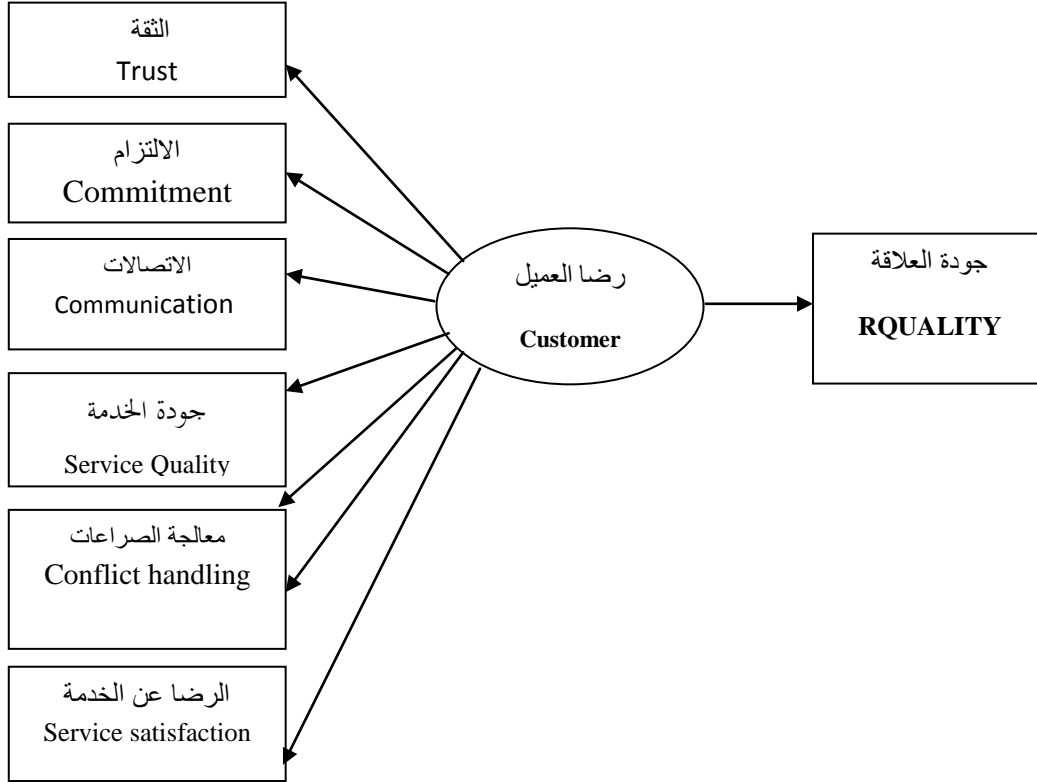 الثقة
Trust
الالتزام
Commitment
الاتصالات
Communication
جودة الخدمة
Service Quality
معالجة الصراعات
Conflict handling
الرضا عن الخدمة
Service satisfaction
رضا العميل
Customer
جودة العلاقة
RQUALITY